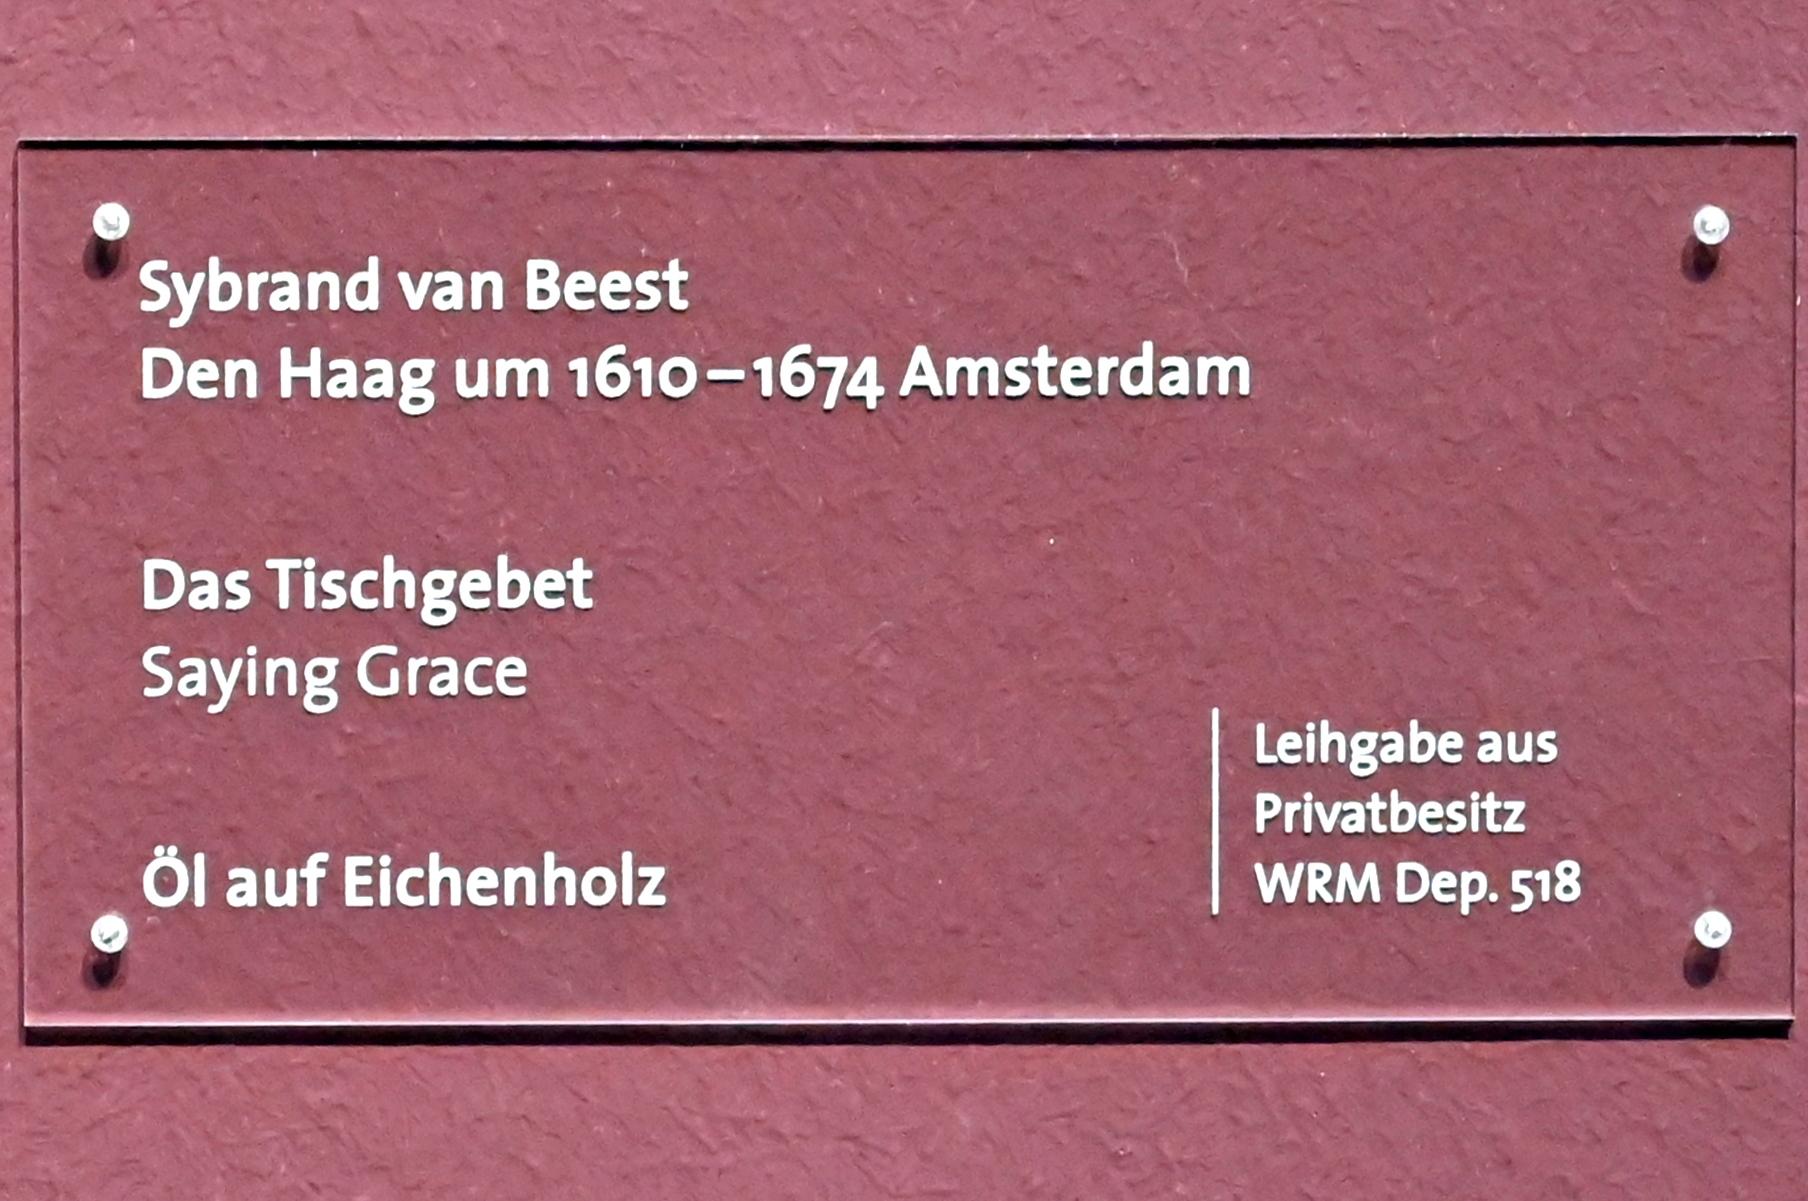 Sybrand van Beest
Den Haag um 1610 – 1674 Amsterdam
Das Tischgebet
Saying Grace
Öl auf Eichenholz
Leihgabe aus
Privatbesitz
WRM Dep. 518